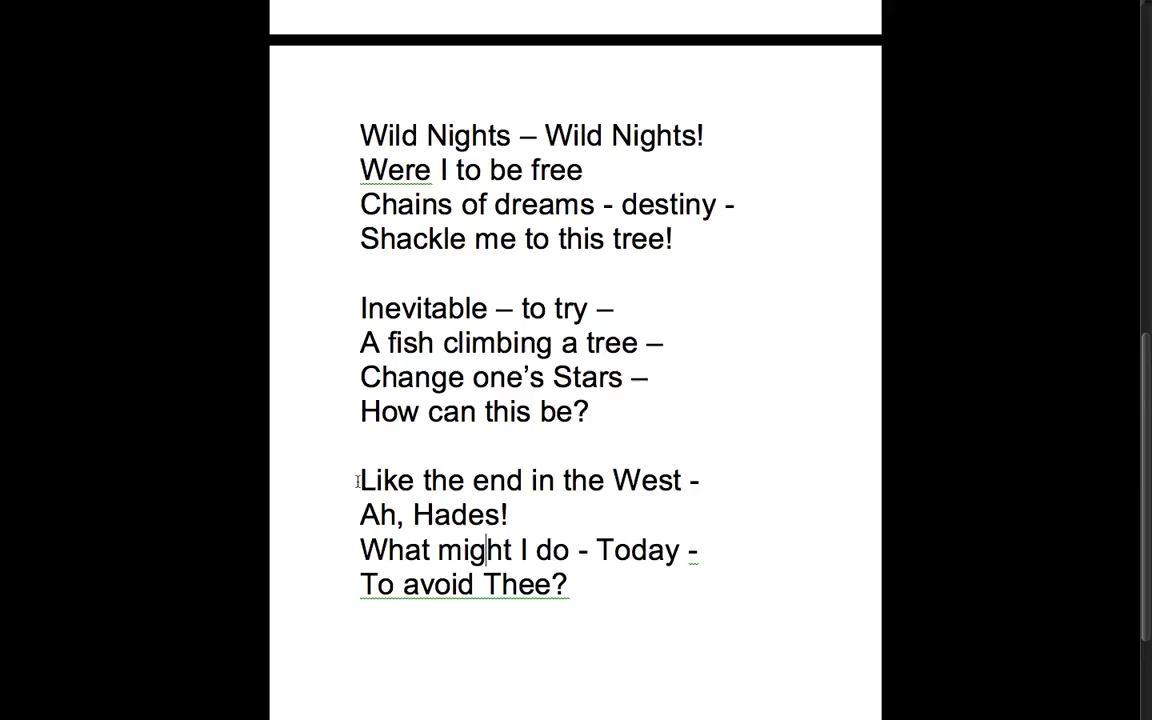 Wild Nights – Wild Nights!
Were I to be free
Chains of dreams - destiny -
Shackle me to this tree!

Inevitable – to try –
A fish climbing a tree –
Change one’s Stars –
How can this be?

Like the end in the West -
Ah, Hades!
What might I do - Today -
To avoid Thee?